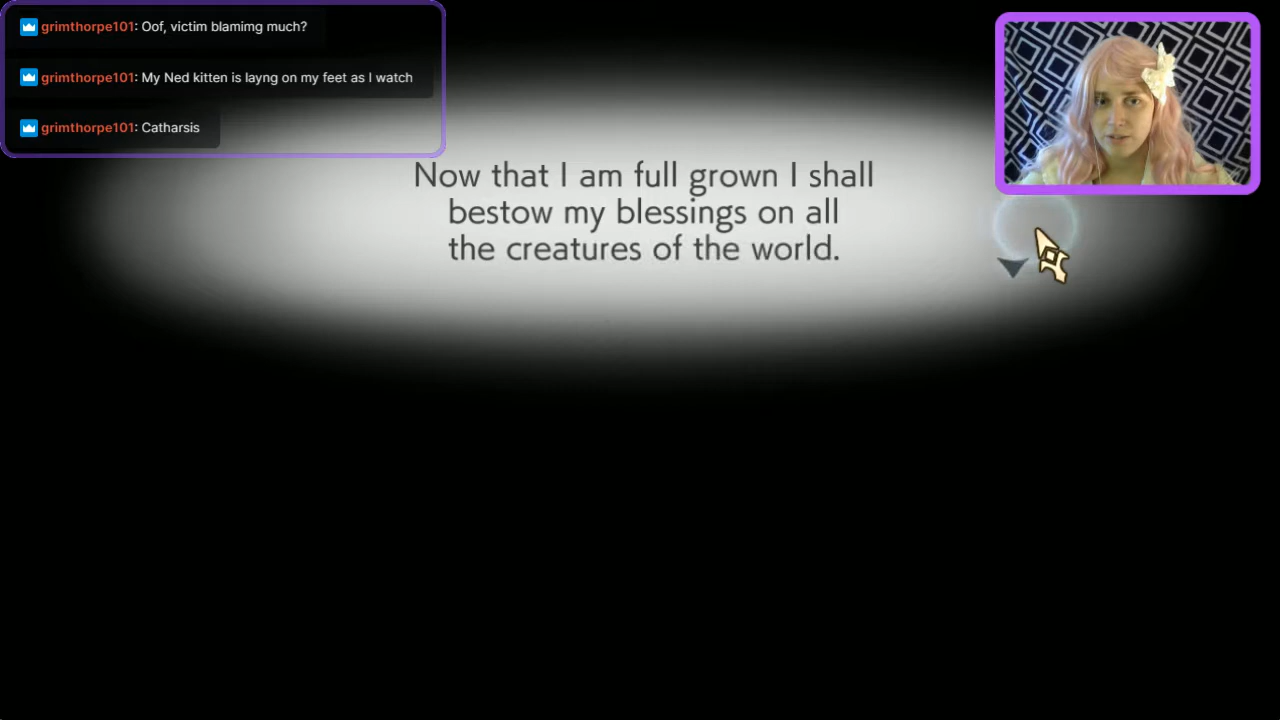 grimthorpe101: Oof, victim blamimg much?
grimthorpe101: My Ned kitten is layng on my feet as I watch
grimthorpe101: Catharsis
Now that I am full grown I shall
bestow my blessings on all
the creatures of the world.